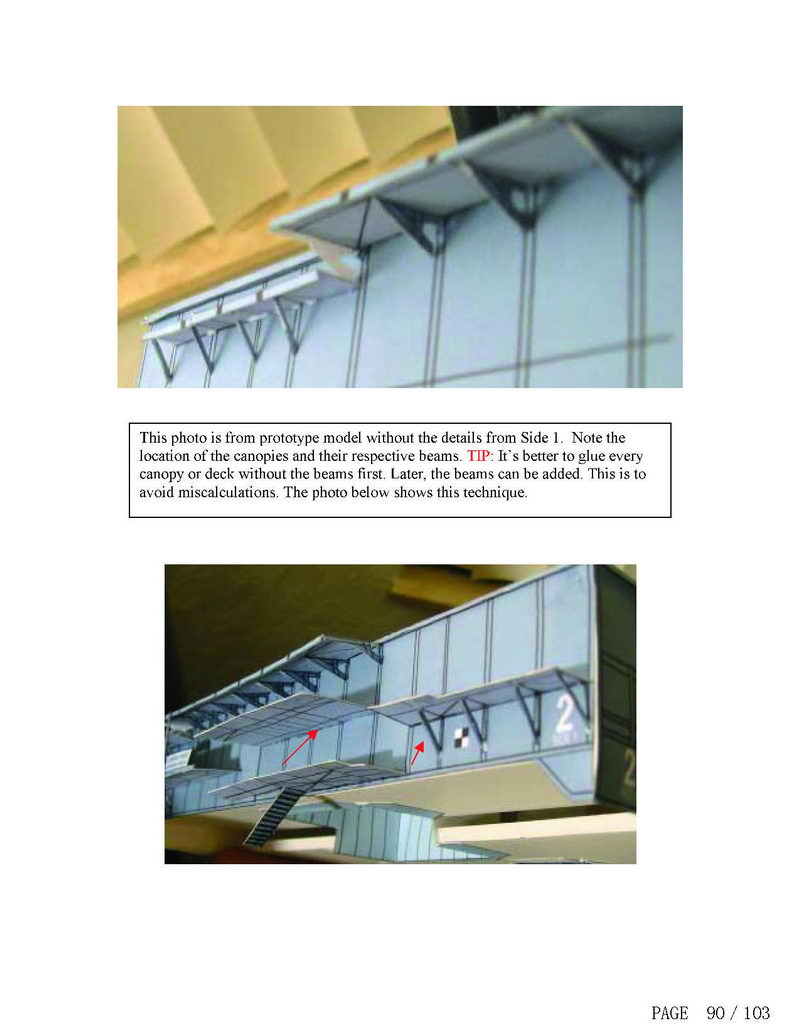 This photo is from prototype model without the details from Side 1.  Note the
location of the canopies and their respective beams. TIP: It`s better to glue every
canopy or deck without the beams first. Later, the beams can be added. This is to
avoid miscalculations. The photo below shows this technique.
2
2
PAGE  90 / 103